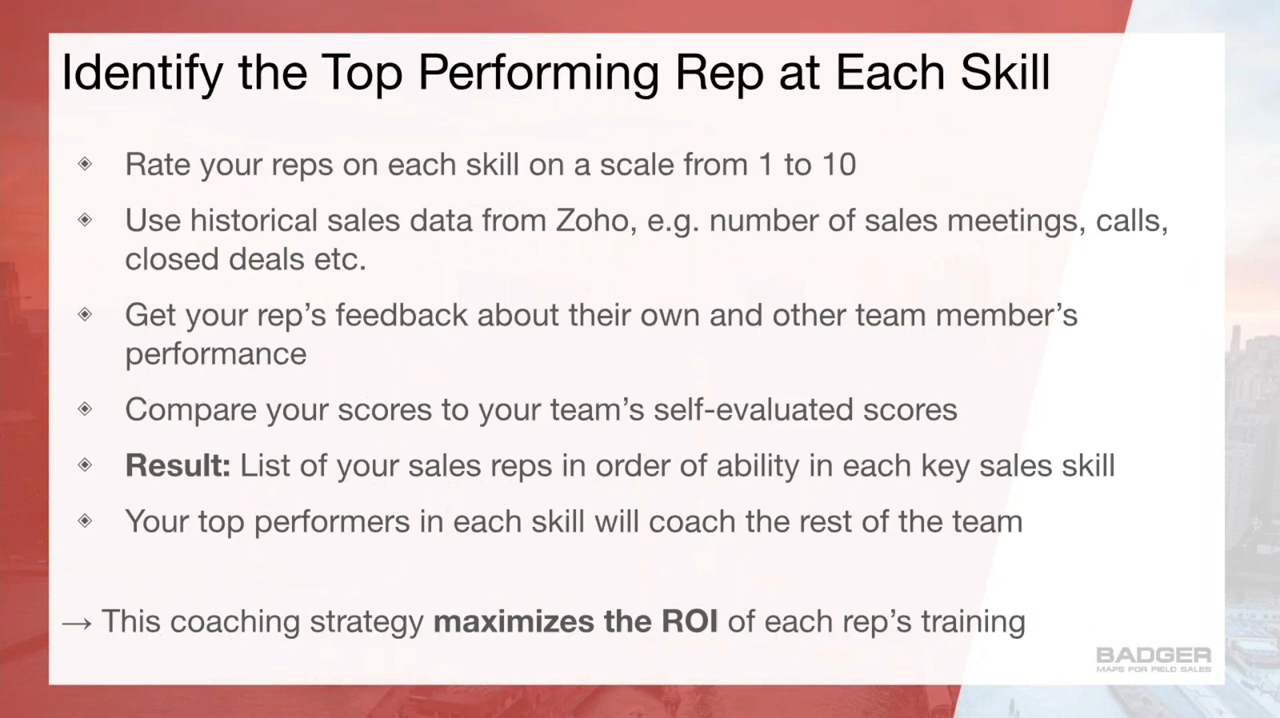 Identify the Top Performing Rep at Each Skill
◈ Rate your reps on each skill on a scale from 1 to 10
◈ Use historical sales data from Zoho, e.g. number of sales meetings, calls,
closed deals etc.
◈ Get your rep's feedback about their own and other team member's
performance
◈ Compare your scores to your team's self-evaluated scores
◈ Result: List of your sales reps in order of ability in each key sales skill
◈ Your top performers in each skill will coach the rest of the team
→ This coaching strategy maximizes the ROI of each rep's training
BADGER
MAPS FOR FIELD SALES